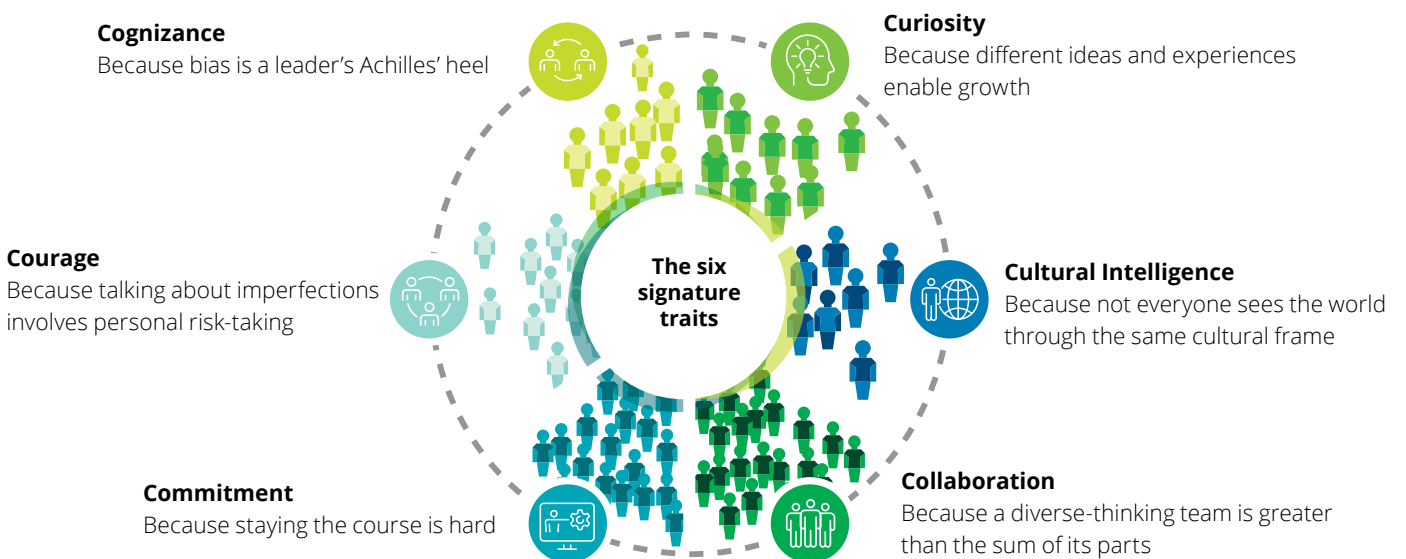 Cognizance
Because bias is a leader’s Achilles’ heel
Curiosity
Because different ideas and experiences
enable growth
Courage
Because talking about imperfections
involves personal risk-taking
The six
signature
traits
Cultural Intelligence
Because not everyone sees the world
through the same cultural frame
Commitment
Because staying the course is hard
Collaboration
Because a diverse-thinking team is greater
than the sum of its parts